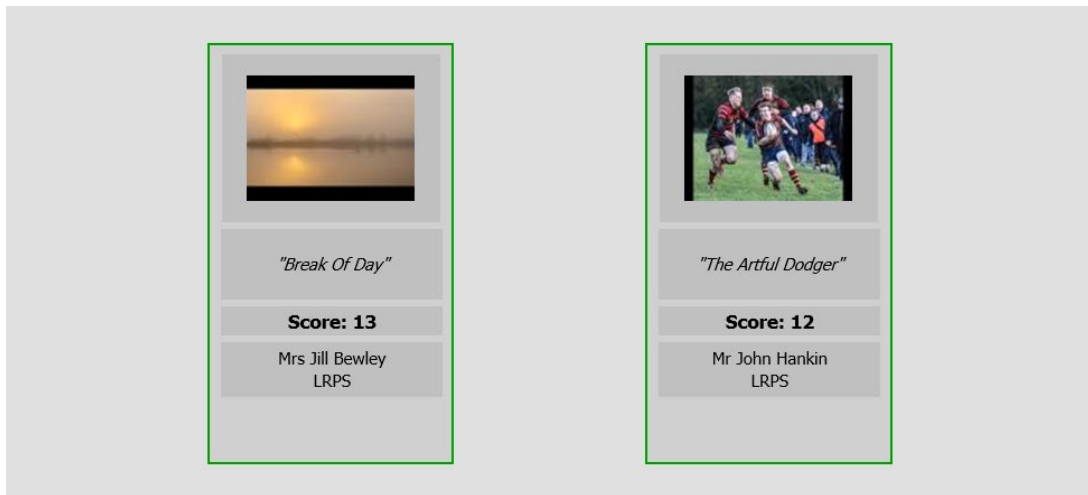 "Break Of Day"
Score: 13
Mrs Jill Bewley
LRPS
"The Artful Dodger"
Score: 12
Mr John Hankin
LRPS